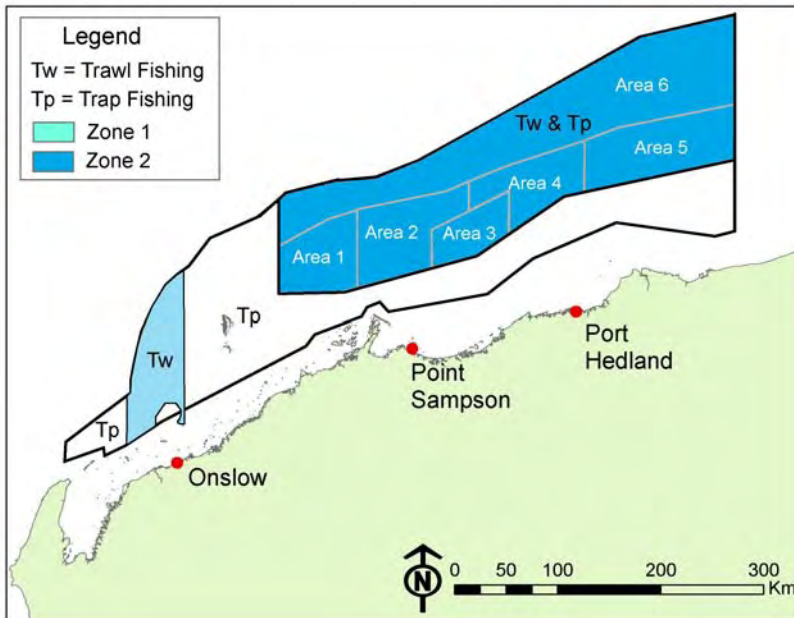 Legend
Tw = Trawl Fishing
Tp = Trap Fishing
Zone 1
Zone 2
Area 6
Tw & Tp
Area 5
Area 4
Area 2
Area 3
Area 1
Tp
Tw
Tp
Port
Hedland
Point
Sampson
Onslow
N
0 50 100 200 300
Km